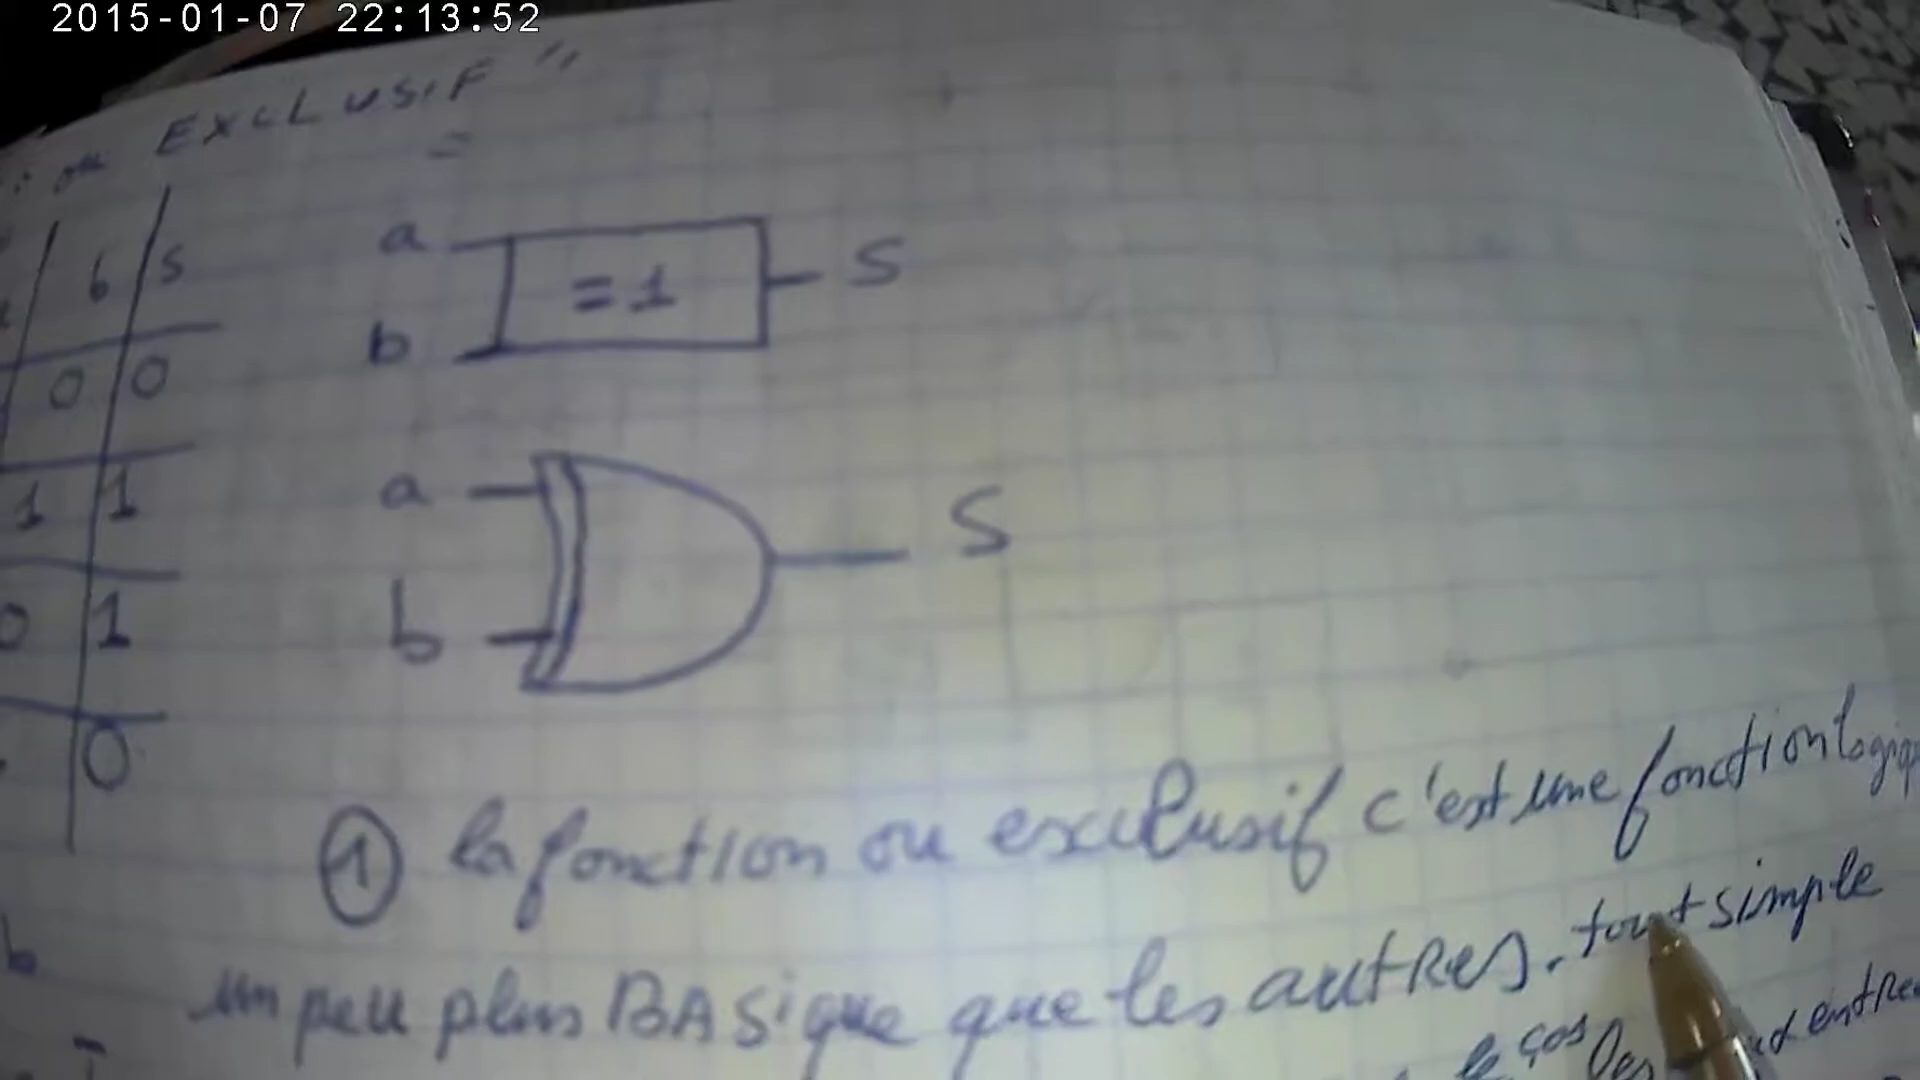 2015-01-07 22:13:52
ou EXCLUSIF "
b S
0 0
1 1
0 1
0
a =1 S
b
a S
b
① la fonction ou exclusif c'est une fonction
un peu plus BASique que les autRes. tout simple
b